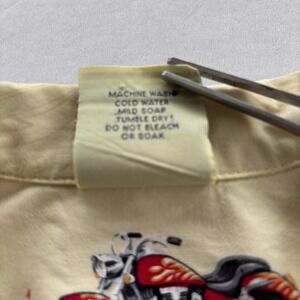 MACHINE WASH
COLD WATER
MILD SOAP
TUMBLE DRY
DO NOT BLEACH
OR SOAK